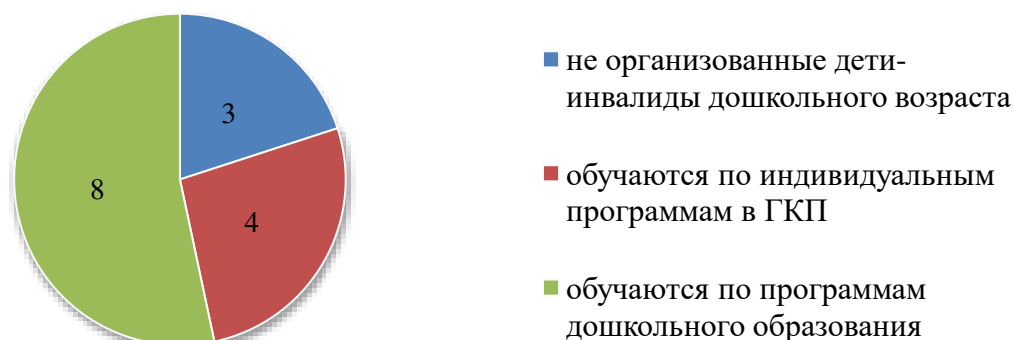 3
8
4
не организованные дети-
инвалиды дошкольного возраста
обучаются по индивидуальным
программам в ГКП
обучаются по программам
дошкольного образования